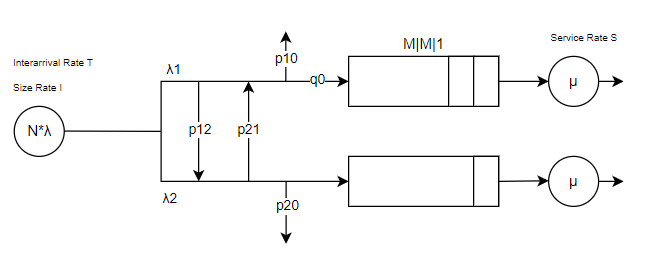 Interarrival Rate T
Size Rate I
N*λ
λ1
λ2
p12
p21
p10
q0
p20
M|M|1
Service Rate S
μ
μ